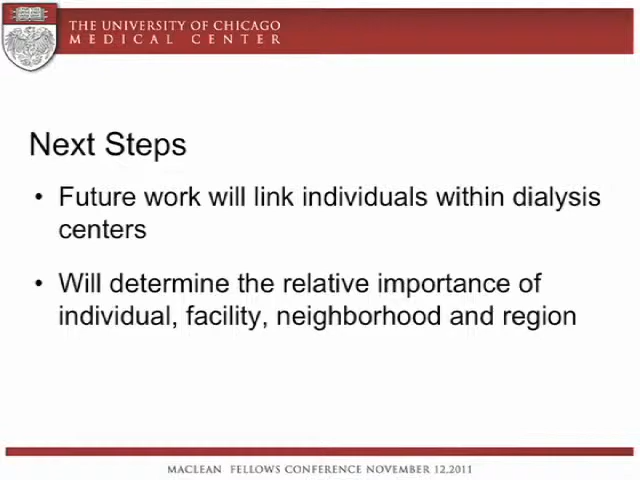 THE UNIVERSITY OF CHICAGO
MEDICAL CENTER
Next Steps
• Future work will link individuals within dialysis
centers
• Will determine the relative importance of
individual, facility, neighborhood and region
MACLEAN FELLOWS CONFERENCE NOVEMBER 12,2011